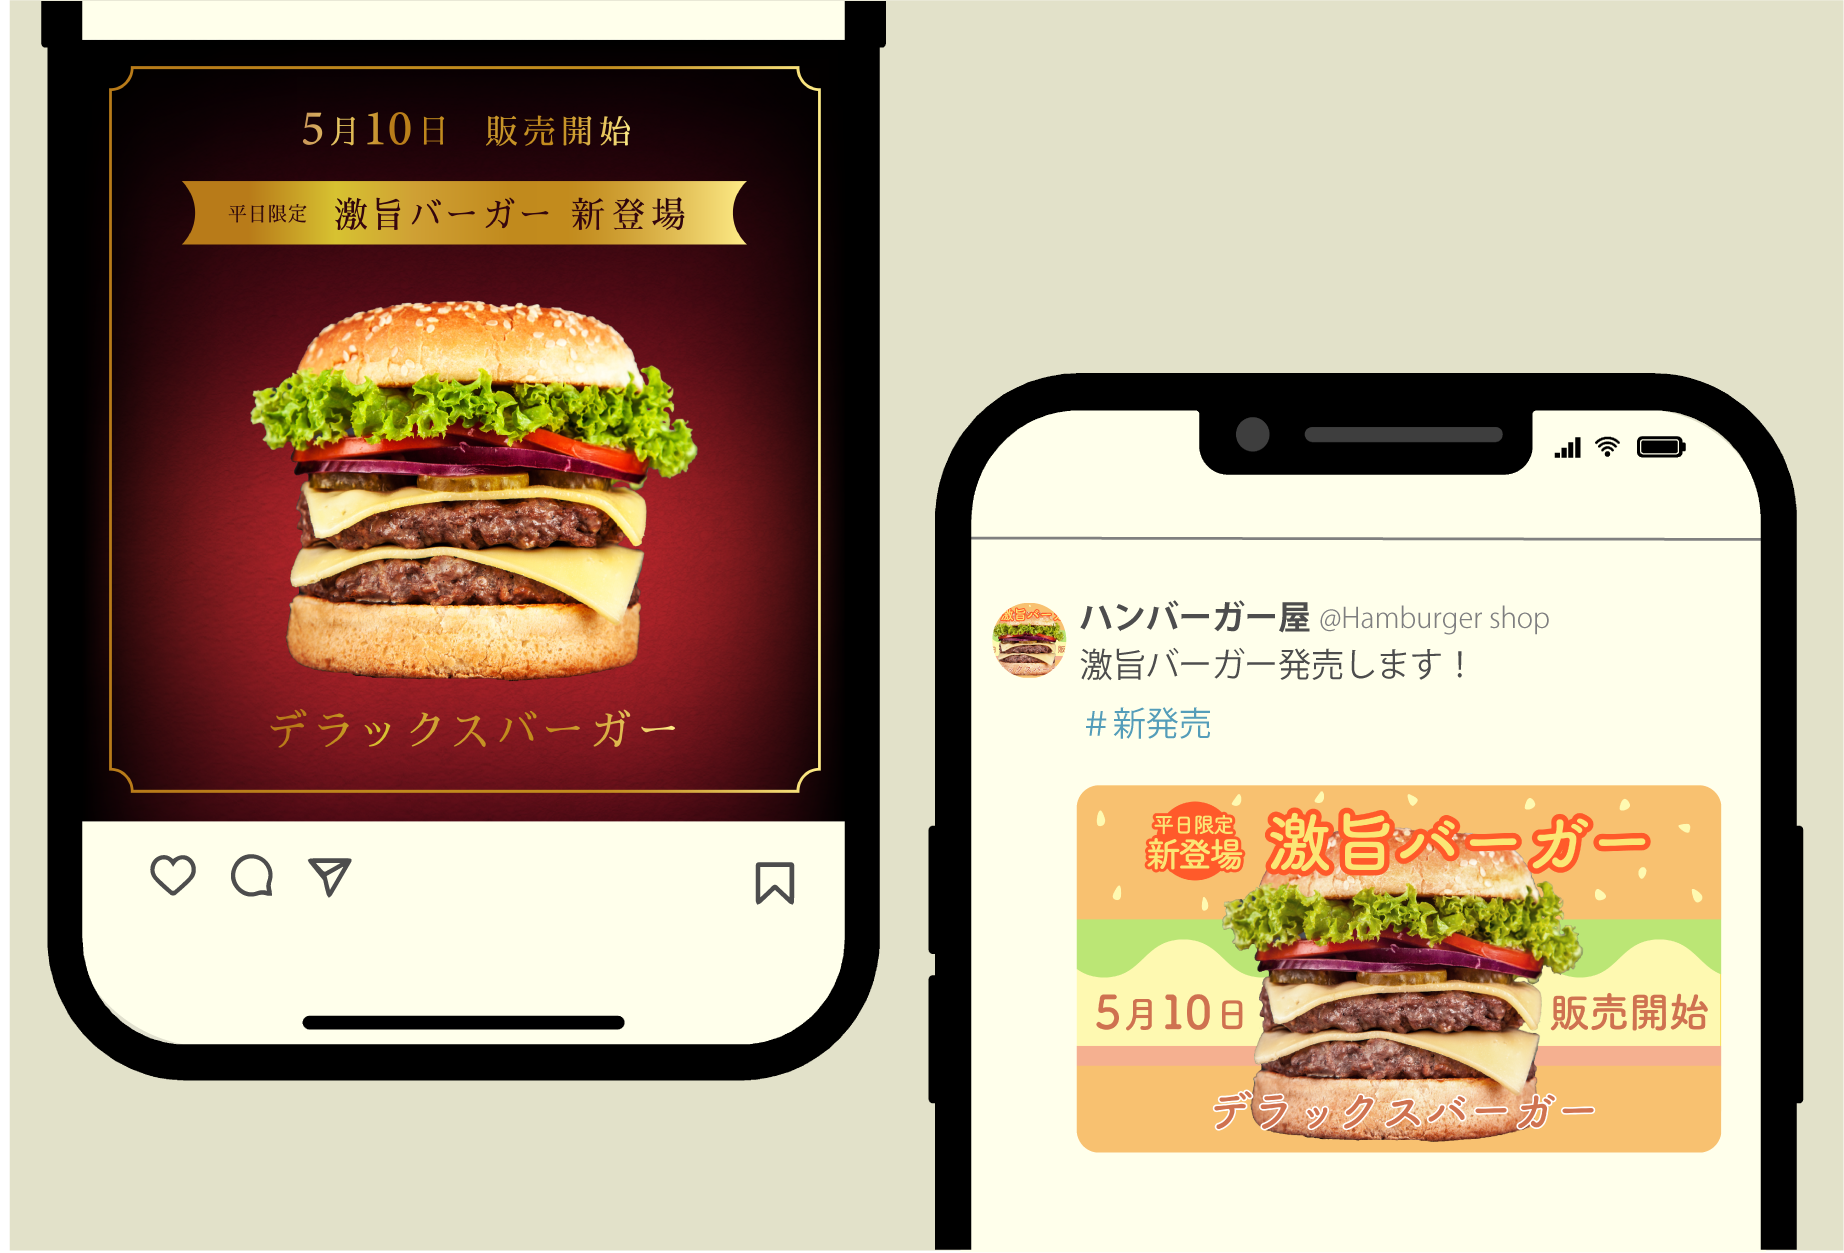 5月10日 販売開始
平日限定 激旨バーガー 新登場
デラックスバーガー
ハンバーガー屋 @Hamburger shop
激旨バーガー発売します！
＃新発売
平日限定
新登場
激旨バーガー
5月10日 販売開始
デラックスバーガー